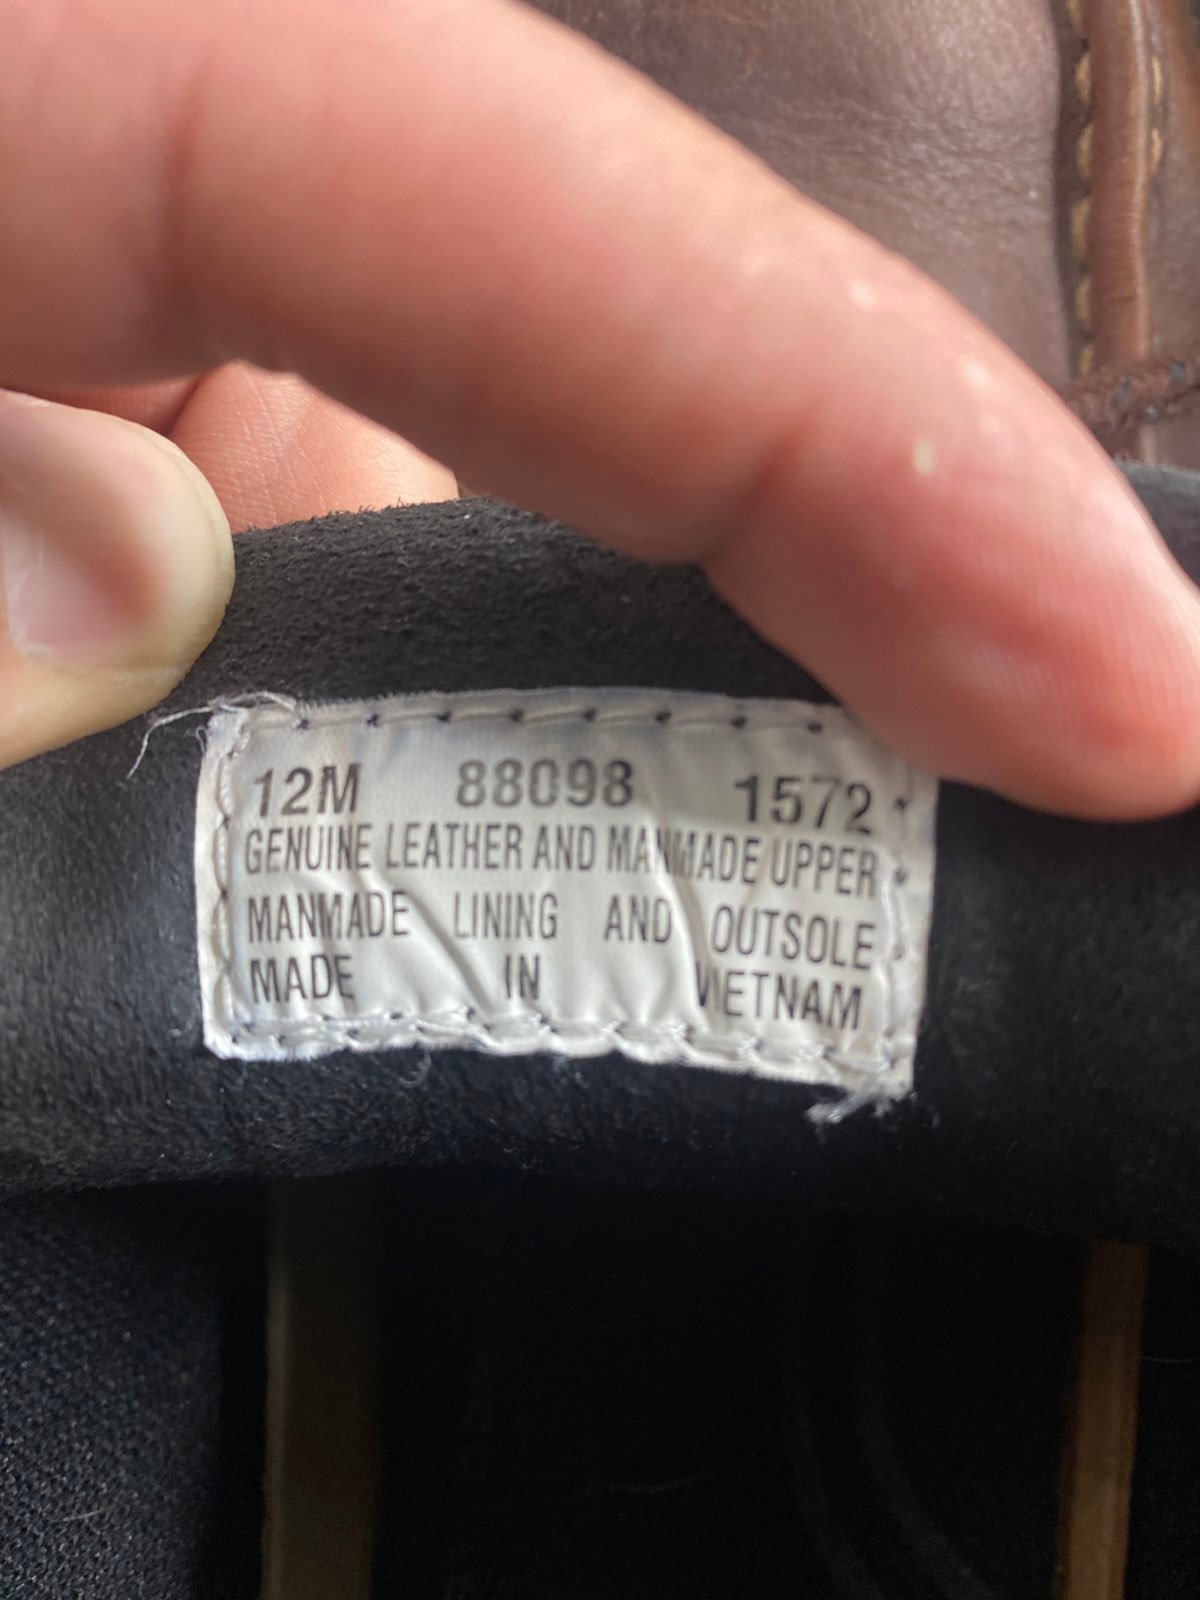 12M 88098 1572
GENUINE LEATHER AND MANMADE UPPER
MANMADE LINING AND OUTSOLE
MADE IN VIETNAM